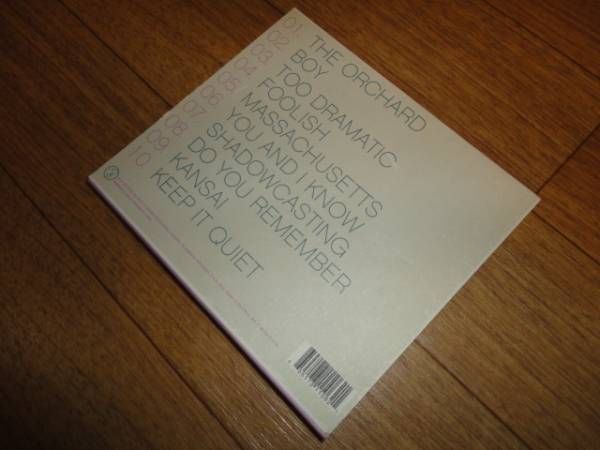 01. THE ORCHARD
02. BOY
03. TOO DRAMATIC
04. FOOLISH
05. MASSACHUSETTS
06. YOU AND I KNOW
07. SHADOWCASTING
08. DO YOU REMEMBER
09. KANSAI
10 KEEP IT QUIET